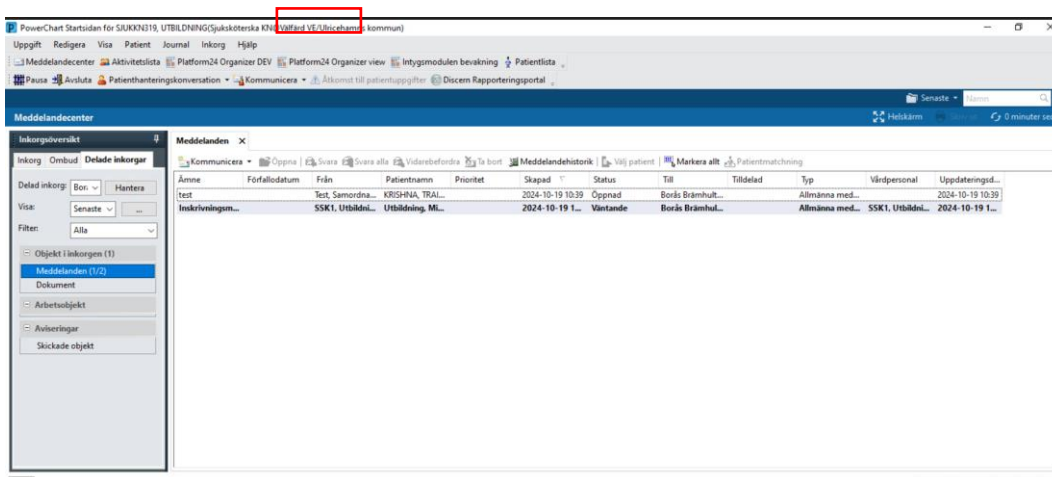 PowerChart Startsidan för SJUKKN319, UTBILDNING(Sjuksköterska KNO Välfärd VE/Ulricehamns kommun)
Uppgift Redigera Visa Patient Journal Inkorg Hjälp
Meddelandecenter Aktivitetslista Platform24 Organizer DEV Platform24 Organizer view Intygsmodulen bevakning Patientlista
Pausa Avsluta Patienthanteringskonversation Kommunicera Åtkomst till patientuppgifter Discern Rapporteringsportal
Senaste Namn
Meddelandecenter Helskärm 0 minuter sed
Inkorgsöversikt Meddelanden X
Inkorg Ombud Delade inkorgar Kommunicera Öppna Svara Svara alla Vidarebefordra Ta bort Meddelandehistorik Välj patient Markera allt Patientmatchning
Delad inkorg: Bor: Hantera
Visa: Senaste ...
Filter: Alla
Ämne Förfallodatum Från Patientnamn Prioritet Skapad Status Till Tilldelad Typ Vårdpersonal Uppdateringsd...
test Test, Samordna... KRISHNA, TRAI... 2024-10-19 10:39 Öppnad Borås Brämhult... Allmänna med... 2024-10-19 10:39
Inskrivningsm... SSK1, Utbildni... Utbildning, Mi... 2024-10-19 1... Väntande Borås Brämhul... Allmänna med... SSK1, Utbildni... 2024-10-19 1...
Objekt i inkorgen (1)
Meddelanden (1/2)
Dokument
Arbetsobjekt
Aviseringar
Skickade objekt